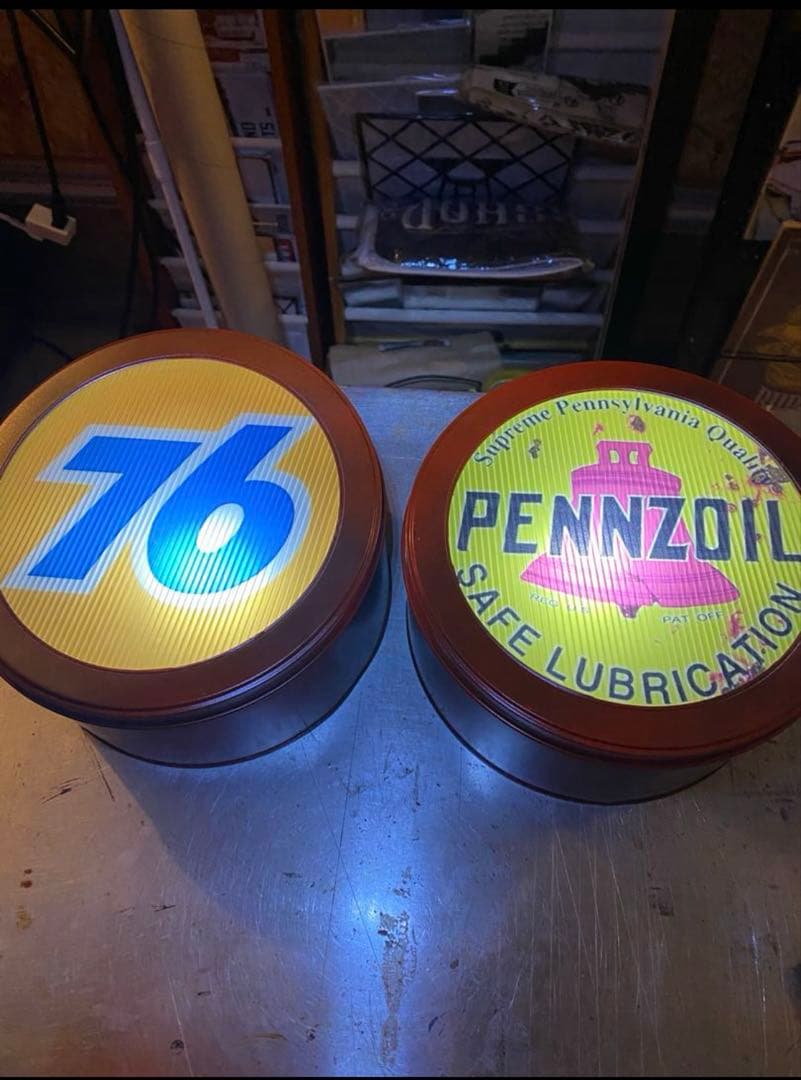 76
Supreme Pennsylvania Quality
PENNZOIL
REG. U.S.
PAT. OFF.
SAFE LUBRICATION